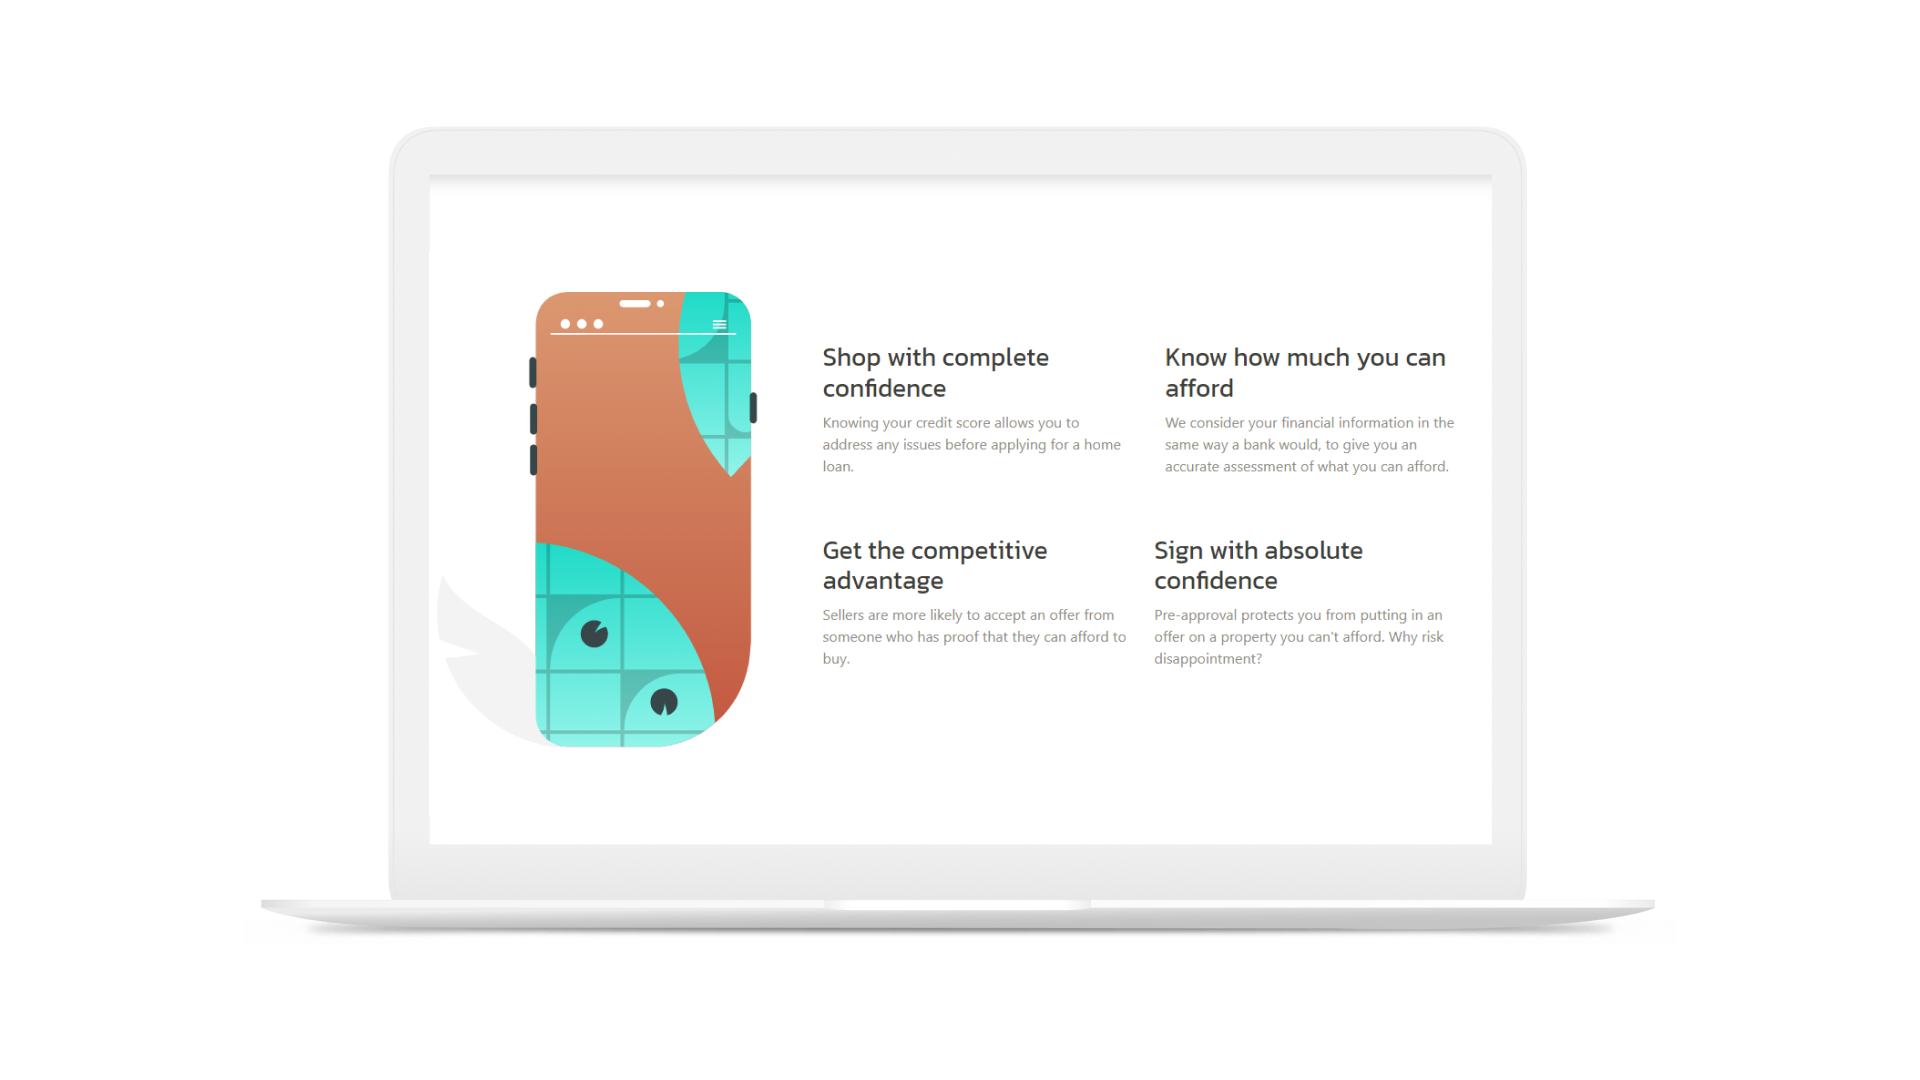 Shop with complete
confidence
Knowing your credit score allows you to
address any issues before applying for a home
loan.
Know how much you can
afford
We consider your financial information in the
same way a bank would, to give you an
accurate assessment of what you can afford.
Get the competitive
advantage
Sellers are more likely to accept an offer from
someone who has proof that they can afford to
buy.
Sign with absolute
confidence
Pre-approval protects you from putting in an
offer on a property you can't afford. Why risk
disappointment?